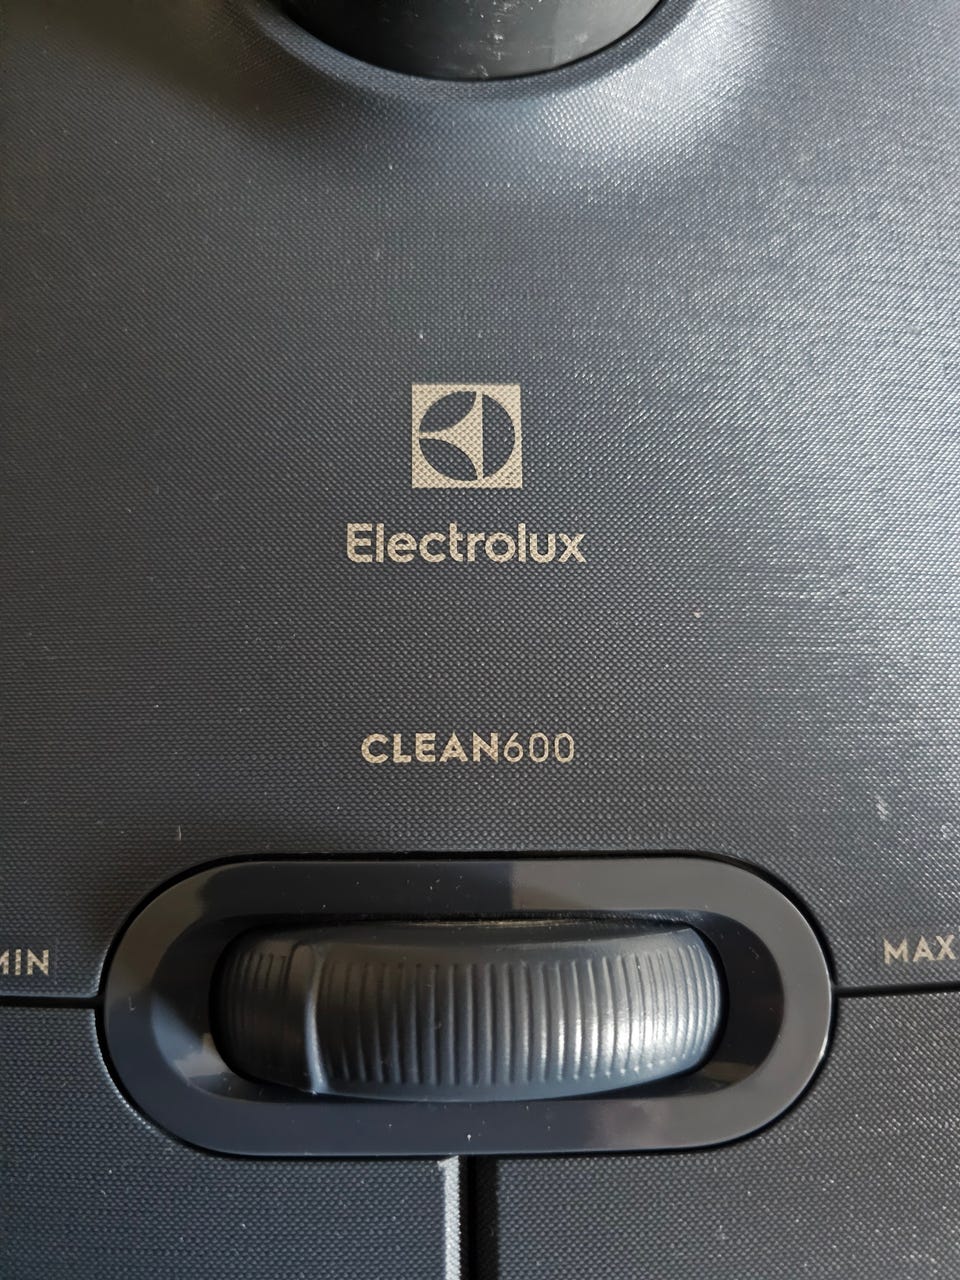 Electrolux
CLEAN600
MIN
MAX